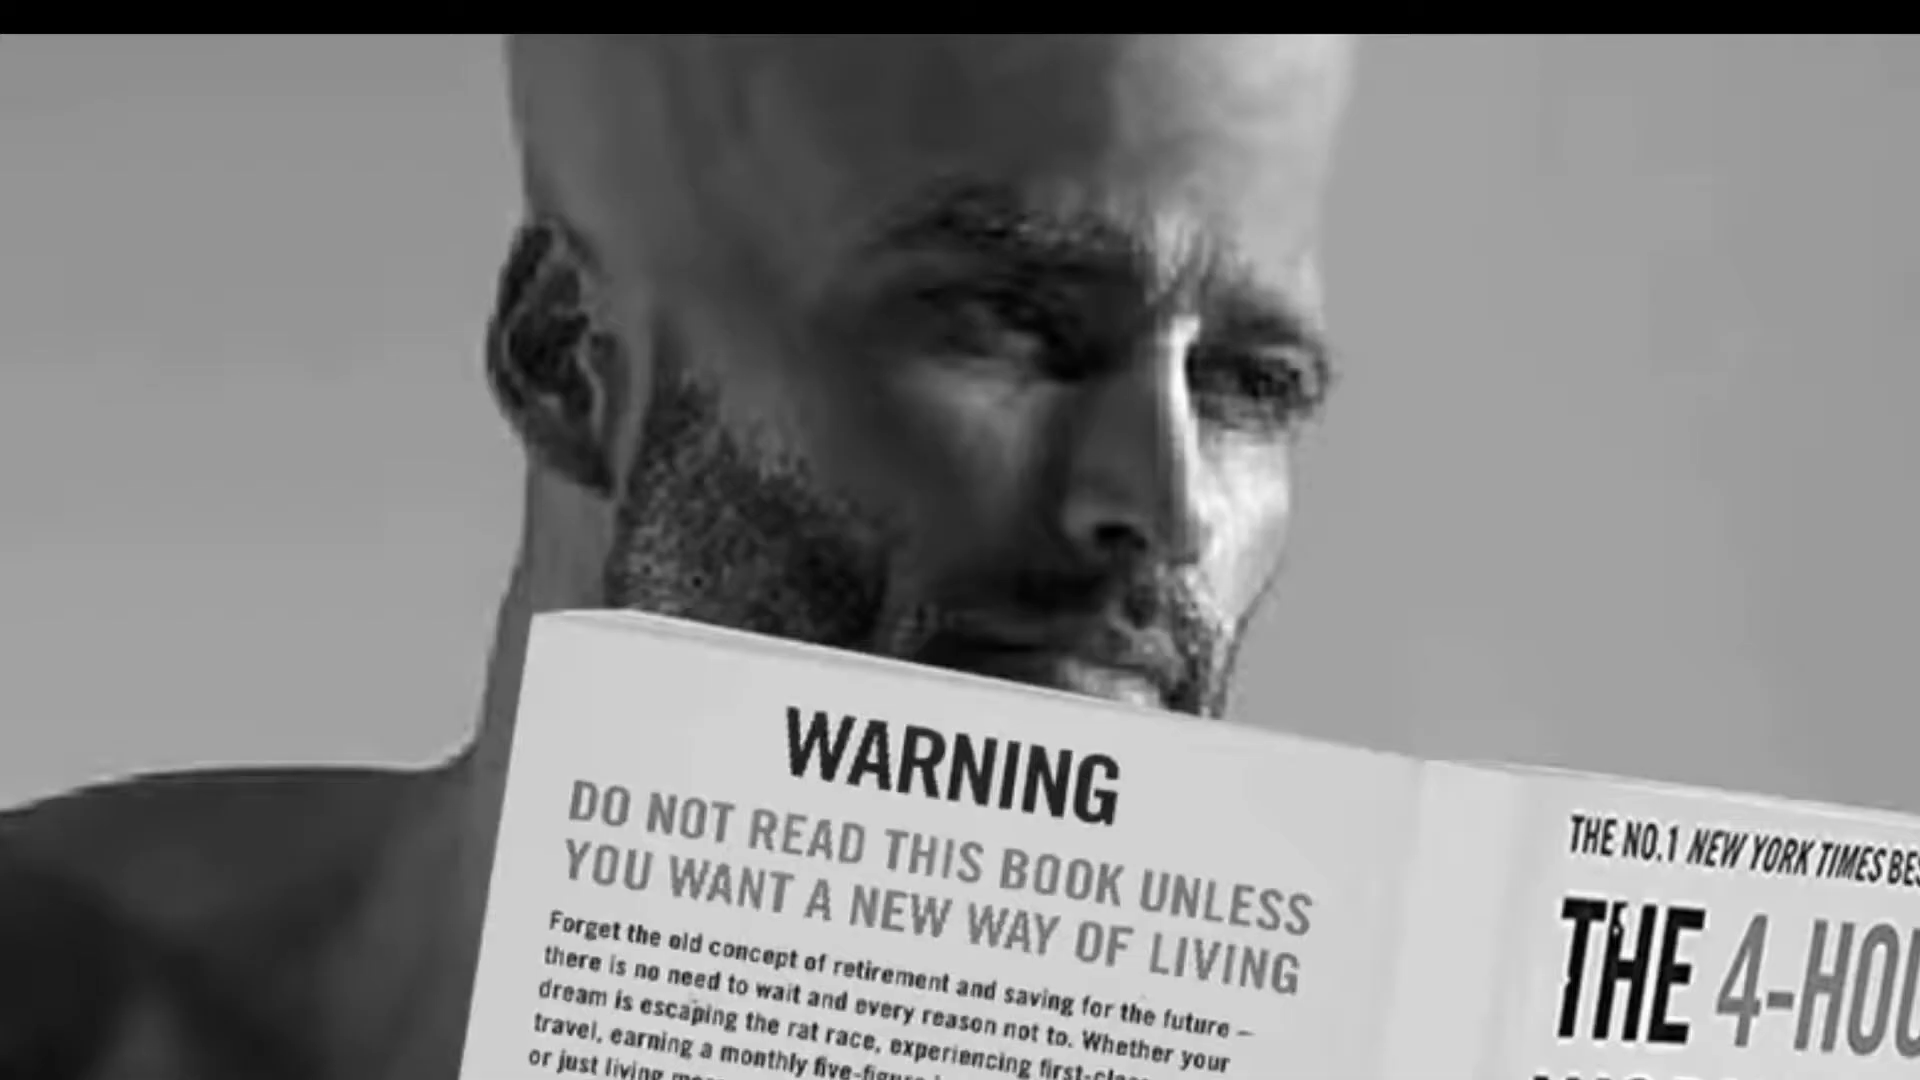 WARNING
DO NOT READ THIS BOOK UNLESS
YOU WANT A NEW WAY OF LIVING
Forget the old concept of retirement and saving for the future –
there is no need to wait and every reason not to. Whether your
dream is escaping the rat race, experiencing first-
travel, earning a monthly five-
or just living
THE NO.1 NEW YORK TIMES
THE 4-HOU